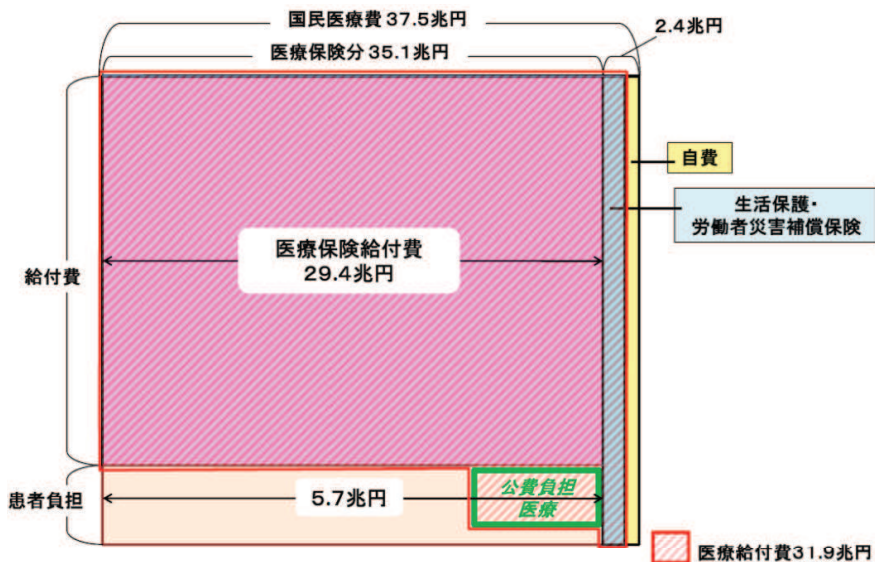 国民医療費 37.5兆円
2.4兆円
医療保険分 35.1兆円
自費
生活保護・
労働者災害補償保険
医療保険給付費
29.4兆円
給付費
公費負担
医療
患者負担
5.7兆円
医療給付費31.9兆円